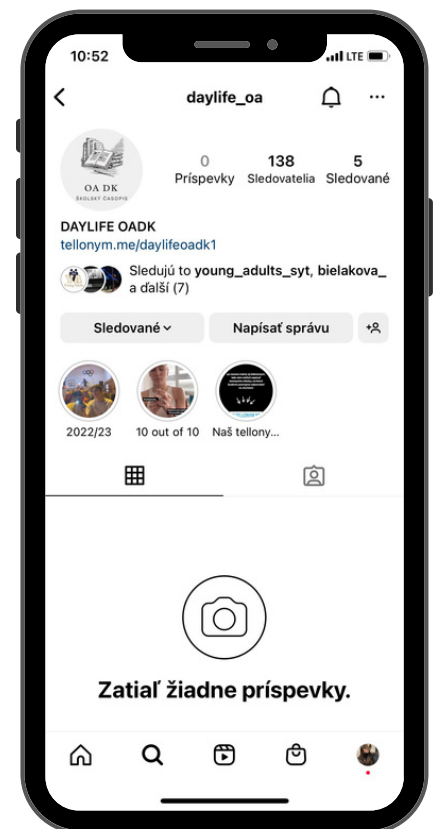 10:52
LTE
daylife_oa
OA DK
ŠKOLSKÝ ČASOPIS
0
138
5
Príspevky
Sledovatelia
Sledované
DAYLIFE OADK
tellonym.me/daylifeoadk1
Sledujú to young_adults_syt, bielakova_
a ďalší (7)
Sledované
Napísať správu
2022/23
10 out of 10
Naš tellony...
Zatiaľ žiadne príspevky.